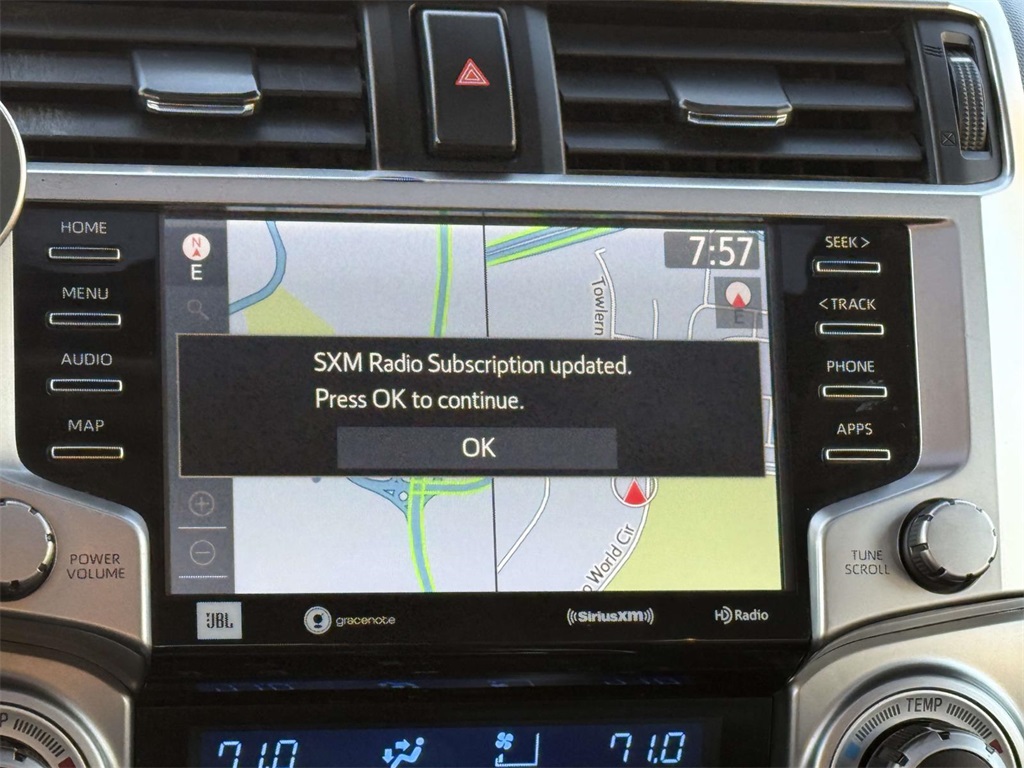 HOME
MENU
AUDIO
MAP
POWER
VOLUME
N
E
7:57
E
Towlern
SXM Radio Subscription updated.
Press OK to continue.
OK
World Cir
SEEK >
< TRACK
PHONE
APPS
TUNE
SCROLL
JBL
gracenote
((SiriusXM))
HD Radio
71.0
71.0
TEMP